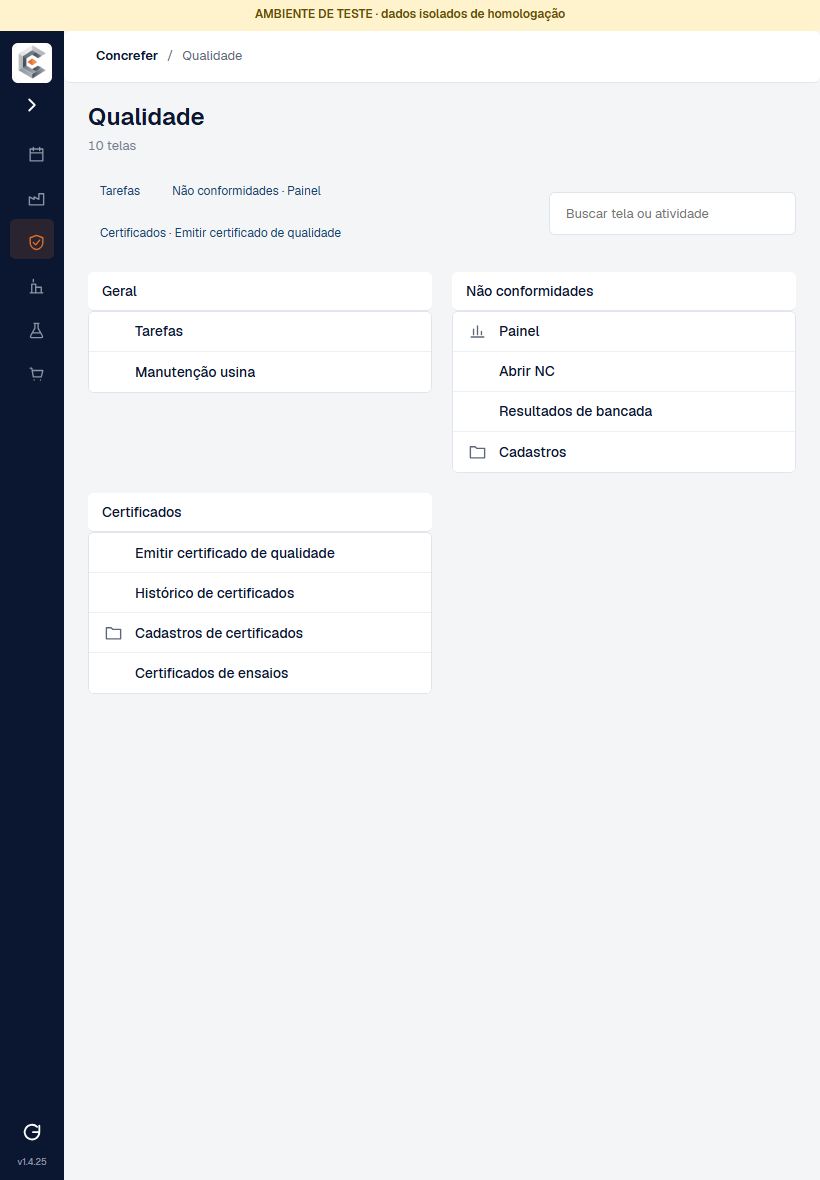 AMBIENTE DE TESTE · dados isolados de homologação
Concrefer / Qualidade
Qualidade
10 telas
Tarefas
Não conformidades · Painel
Certificados · Emitir certificado de qualidade
Buscar tela ou atividade
Geral
Tarefas
Manutenção usina
Não conformidades
Painel
Abrir NC
Resultados de bancada
Cadastros
Certificados
Emitir certificado de qualidade
Histórico de certificados
Cadastros de certificados
Certificados de ensaios
v1.4.25